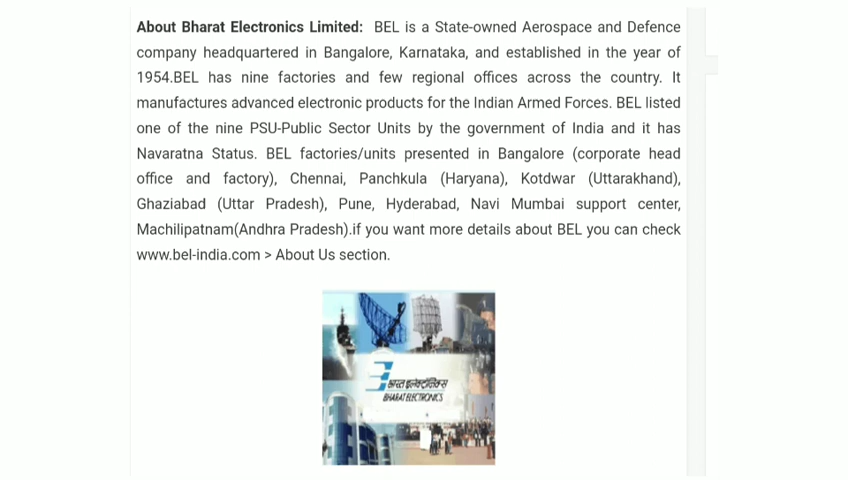 About Bharat Electronics Limited: BEL is a State-owned Aerospace and Defence
company headquartered in Bangalore, Karnataka, and established in the year of
1954.BEL has nine factories and few regional offices across the country. It
manufactures advanced electronic products for the Indian Armed Forces. BEL listed
one of the nine PSU-Public Sector Units by the government of India and it has
Navaratna Status. BEL factories/units presented in Bangalore (corporate head
office and factory), Chennai, Panchkula (Haryana), Kotdwar (Uttarakhand),
Ghaziabad (Uttar Pradesh), Pune, Hyderabad, Navi Mumbai support center,
Machilipatnam(Andhra Pradesh).if you want more details about BEL you can check
www.bel-india.com > About Us section.
भारत इलेक्ट्रॉनिक्स
BHARAT ELECTRONICS